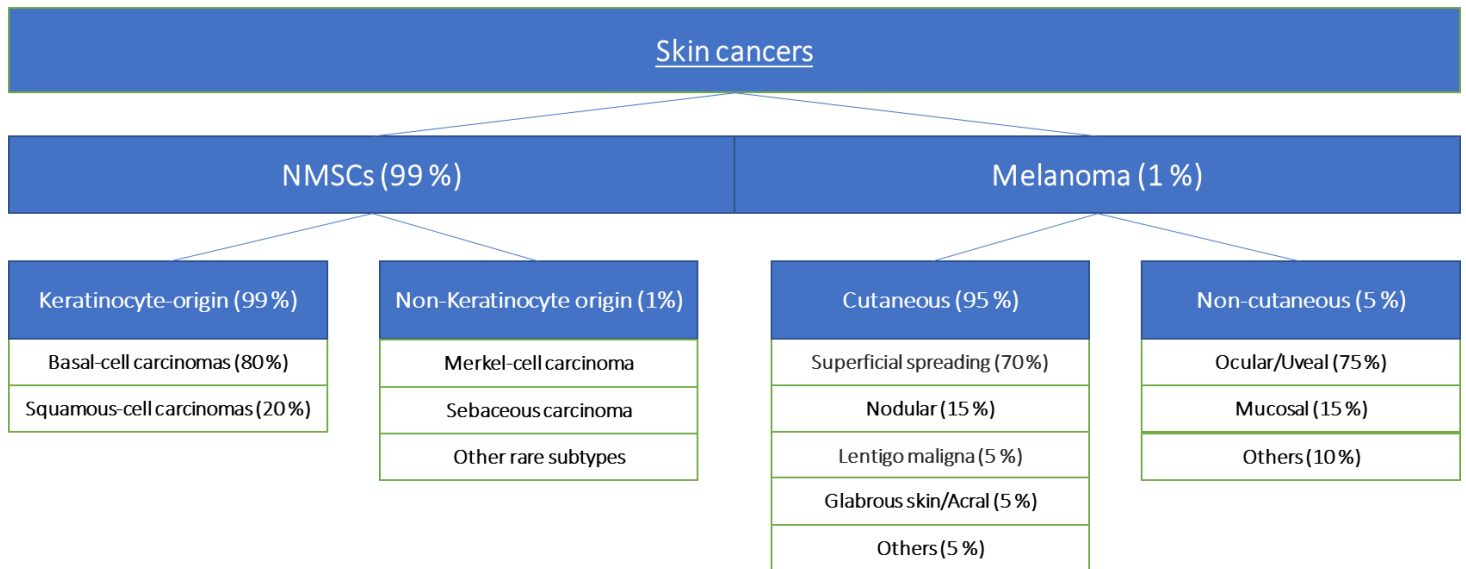 Skin cancers
NMSCs (99 %)
Melanoma (1 %)
Keratinocyte-origin (99 %)
Basal-cell carcinomas (80 %)
Squamous-cell carcinomas (20 %)
Non-Keratinocyte origin (1%)
Merkel-cell carcinoma
Sebaceous carcinoma
Other rare subtypes
Cutaneous (95 %)
Superficial spreading (70 %)
Nodular (15 %)
Lentigo maligna (5 %)
Glabrous skin/Acral (5 %)
Others (5 %)
Non-cutaneous (5 %)
Ocular/Uveal (75 %)
Mucosal (15 %)
Others (10 %)